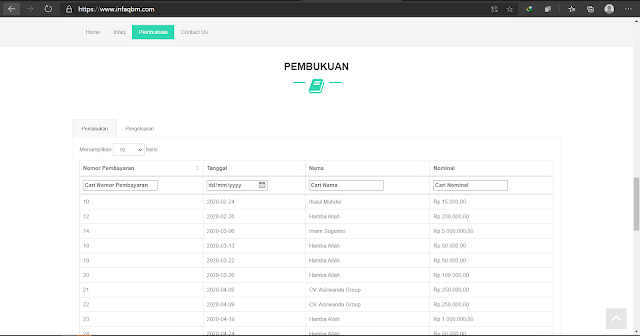 https://www.infaqbm.com
Home Infaq Pembukuan Contact Us
PEMBUKUAN
Pemasukan Pengeluaran
Menampilkan 10 baris
Nomor Pembayaran Tanggal Nama Nominal
Cari Nomor Pembayaran dd/mm/yyyy Cari Nama Cari Nominal
10 2020-02-24 Ilsaul Muhdor Rp 15.000,00
12 2020-02-26 Hamba Allah Rp 200.000,00
14 2020-03-06 Imam Sugiatno Rp 5.000.000,00
18 2020-03-13 Hamba Allah Rp 50.000,00
19 2020-03-22 Hamba Allah Rp 50.000,00
20 2020-03-26 Hamba Allah Rp 100.000,00
21 2020-04-09 CV. Group Rp 250.000,00
22 2020-04-09 CV. Group Rp 250.000,00
23 2020-04-19 Hamba Allah Rp 1.000.000,00
24 2020-04-24 Hamba Allah Rp 50.000,00